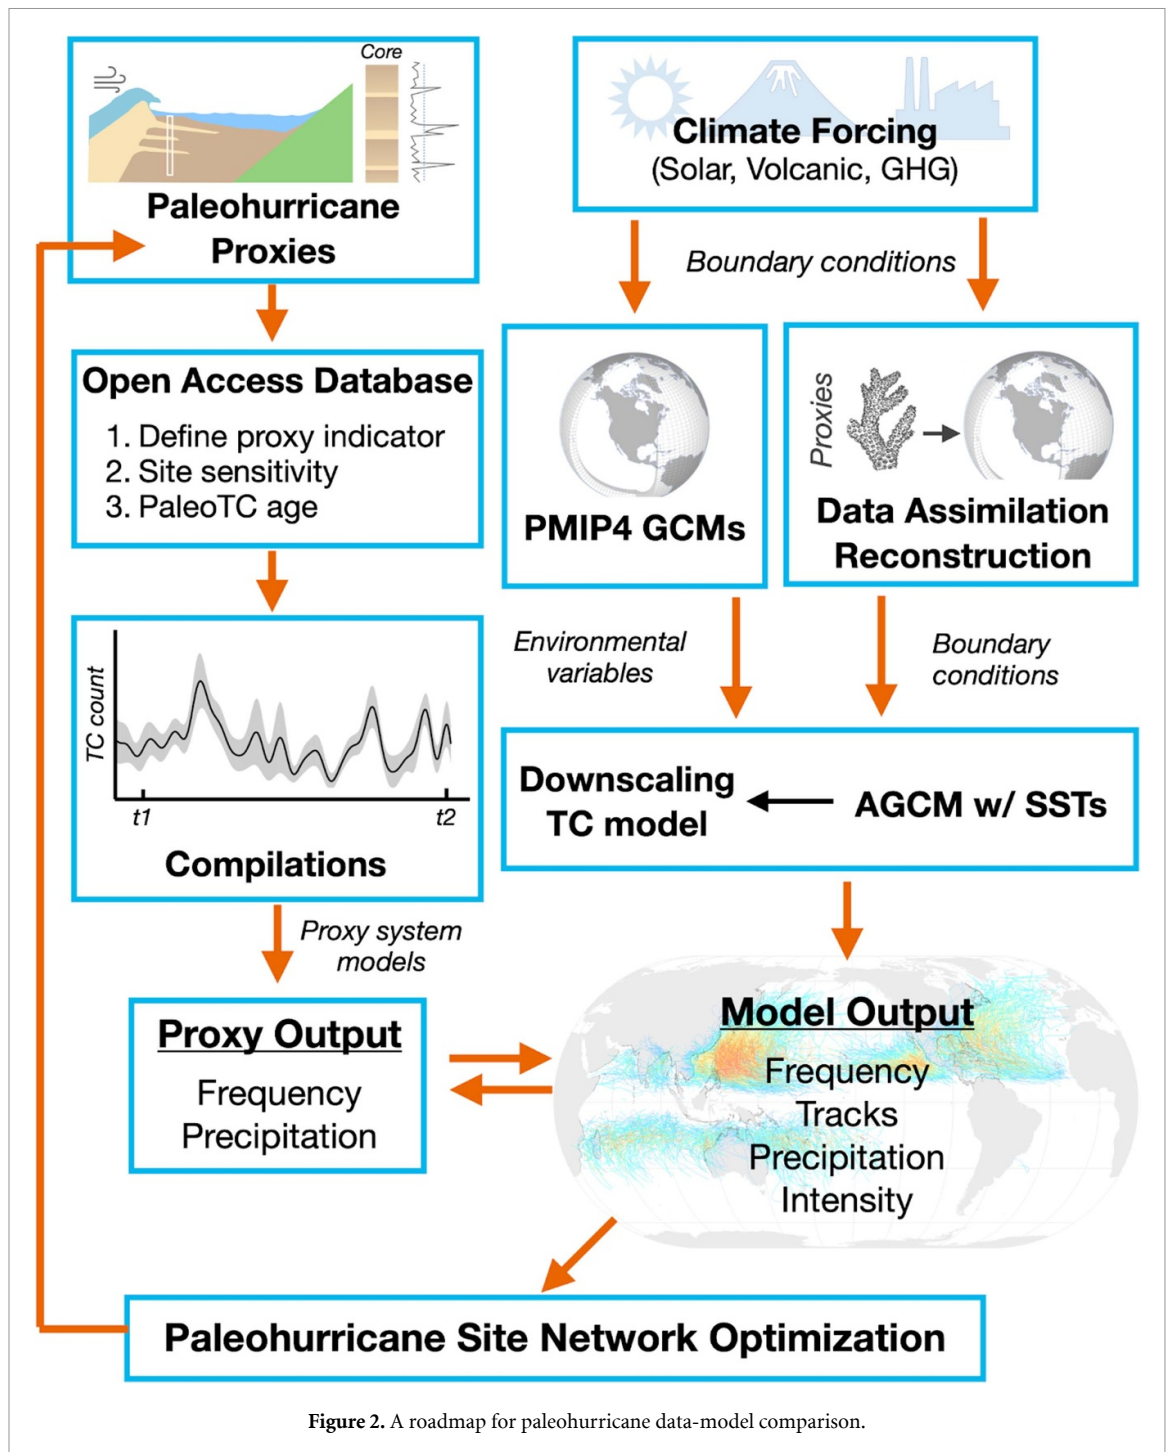 Core
Paleohurricane
Proxies
Climate Forcing
(Solar, Volcanic, GHG)
Boundary conditions
Open Access Database
1. Define proxy indicator
2. Site sensitivity
3. PaleoTC age
PMIP4 GCMs
Proxies
Data Assimilation
Reconstruction
TC count
t1
t2
Compilations
Environmental
variables
Boundary
conditions
Downscaling
TC model
AGCM w/ SSTs
Proxy system
models
Proxy Output
Frequency
Precipitation
Model Output
Frequency
Tracks
Precipitation
Intensity
Paleohurricane Site Network Optimization
Figure 2. A roadmap for paleohurricane data-model comparison.